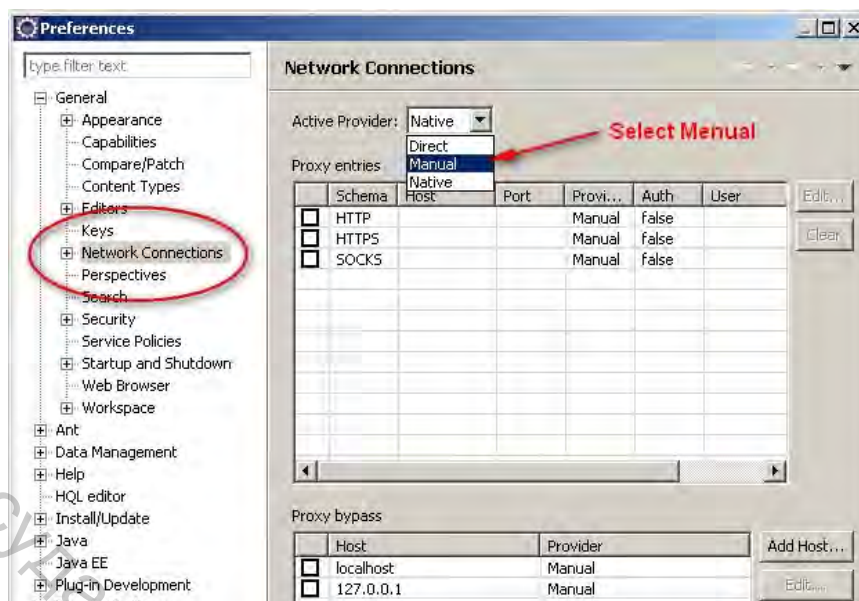 Preferences
type filter text
General
Appearance
Capabilities
Compare/Patch
Content Types
Editors
Keys
Network Connections
Perspectives
Search
Security
Service Policies
Startup and Shutdown
Web Browser
Workspace
Ant
Data Management
Help
HQL editor
Install/Update
Java
Java EE
Plug-in Development
Network Connections
Active Provider: Native
Direct
Manual
Native
Select Menual
Proxy entries
Schema Host Port Provi... Auth User
HTTP Manual false
HTTPS Manual false
SOCKS Manual false
Edit...
Clear
Proxy bypass
Host Provider
localhost Manual
127.0.0.1 Manual
Add Host...
Edit...